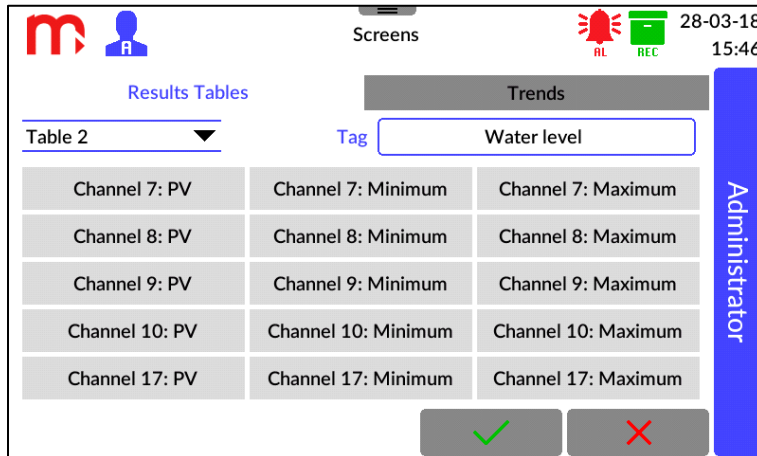 m
A
Screens
AL
REC
28-03-18
15:46
Results Tables
Trends
Table 2
Tag
Water level
Channel 7: PV
Channel 7: Minimum
Channel 7: Maximum
Channel 8: PV
Channel 8: Minimum
Channel 8: Maximum
Channel 9: PV
Channel 9: Minimum
Channel 9: Maximum
Channel 10: PV
Channel 10: Minimum
Channel 10: Maximum
Channel 17: PV
Channel 17: Minimum
Channel 17: Maximum
Administrator